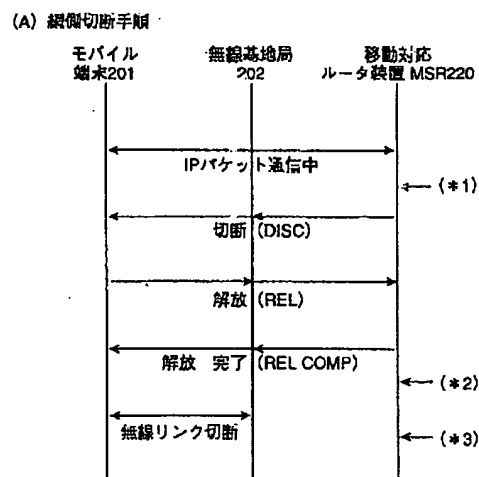 (A) 網側切断手順
モバイル
端末201
無線基地局
202
移動対応
ルータ装置 MSR220
IPパケット通信中
(*1)
切断 (DISC)
解放 (REL)
解放 完了 (REL COMP)
(*2)
無線リンク切断
(*3)